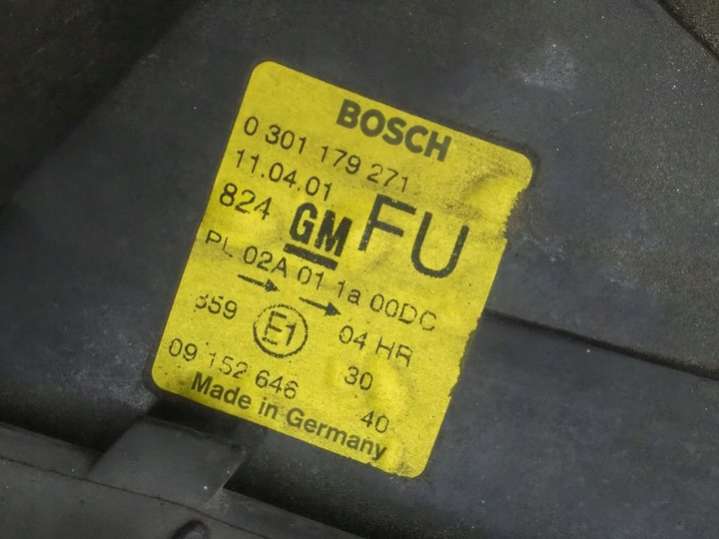 BOSCH
0 301 179 271
11.04.01
824 GM FU
PL 02A 01 1a 00DC
→ →
859 E1 04 HR
09 152 646 30
Made in Germany 40